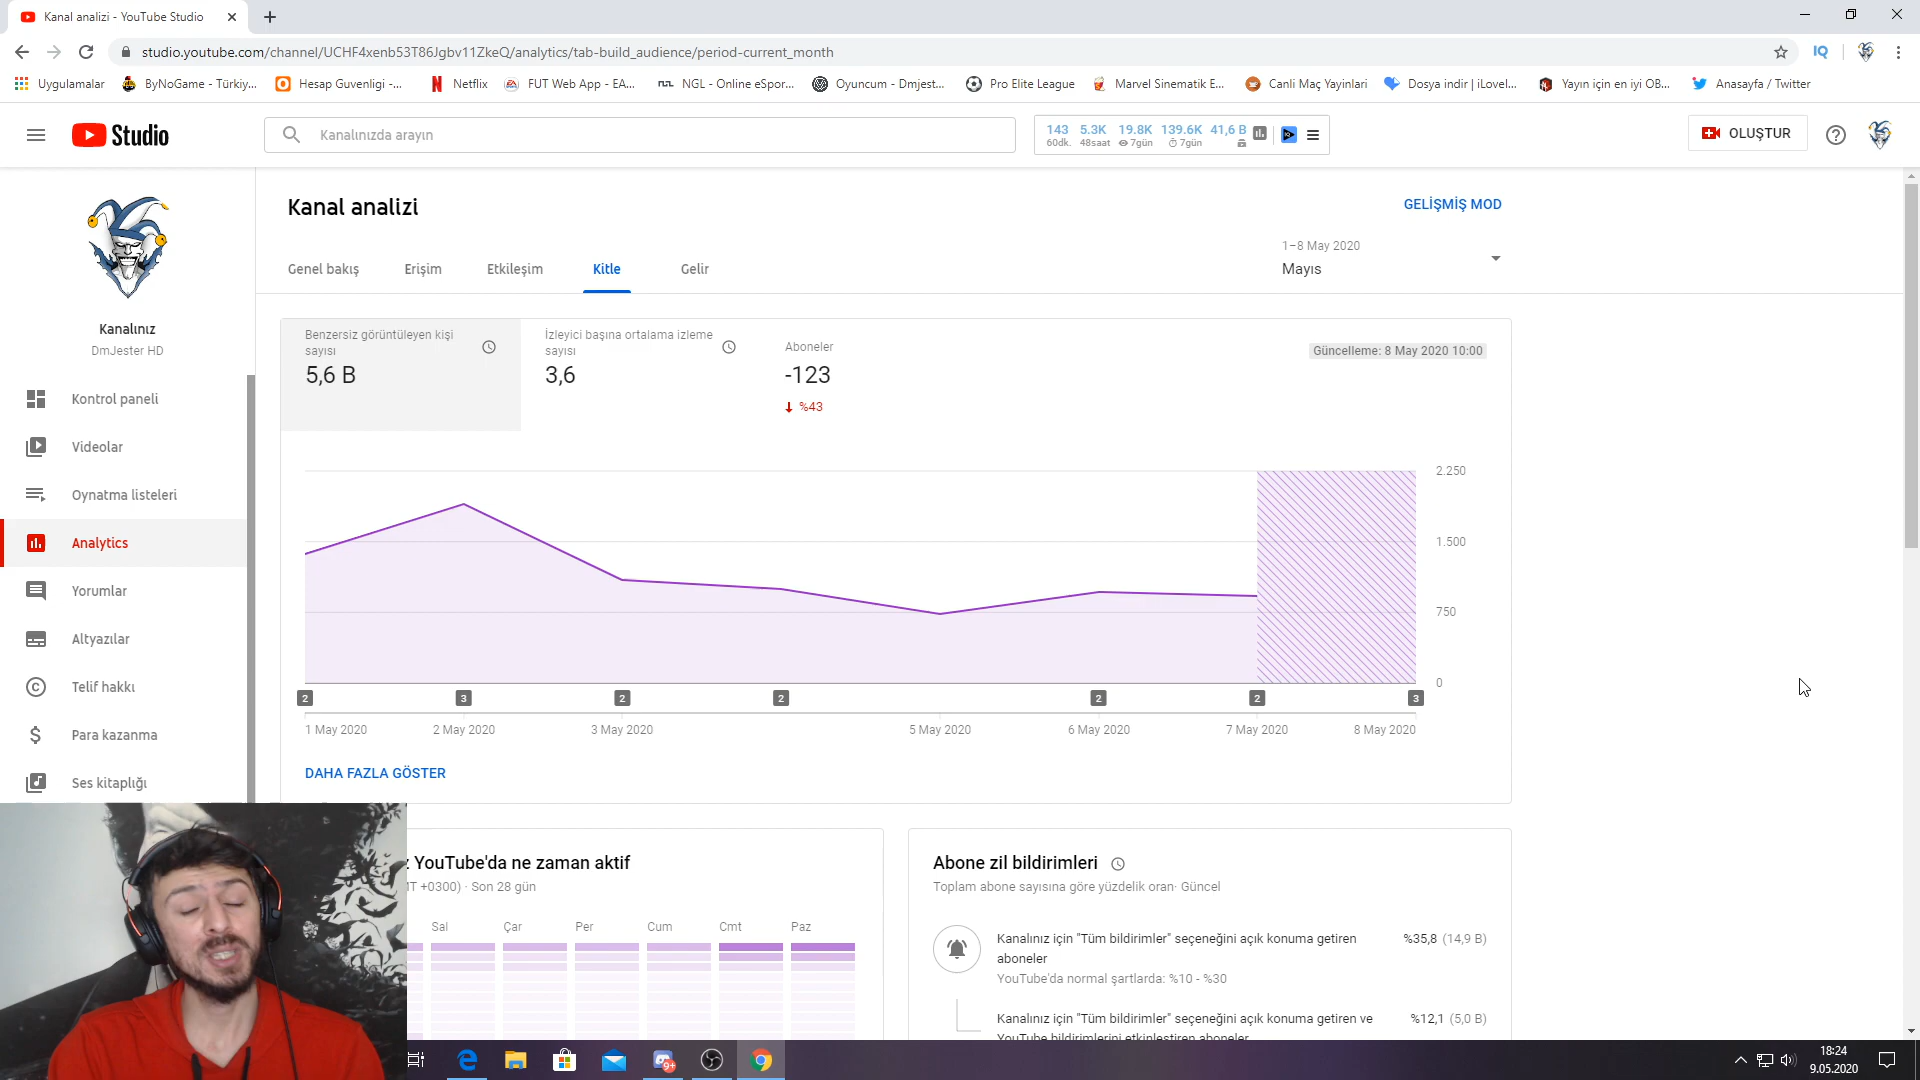 Kanal analizi - YouTube Studio
studio.youtube.com/channel/UCHF4xenb53T86Jgbv11ZkeQ/analytics/tab-build_audience/period-current_month
IQ
Uygulamalar
ByNoGame - Türkiy...
Hesap Guvenligi -...
Netflix
FUT Web App - EA...
NGL - Online eSpor...
Oyuncum - Dmjest...
Pro Elite League
Marvel Sinematik E...
Canli Maç Yayinlari
Dosya indir | iLovel...
Yayın için en iyi OB...
Anasayfa / Twitter
Studio
Kanalınızda arayın
143 5.3K 19.8K 139.6K 41,6 B
60dk. 48saat 7gün 7gün
OLUŞTUR
Kanalınız
DmJester HD
Kontrol paneli
Videolar
Oynatma listeleri
Analytics
Yorumlar
Altyazılar
Telif hakkı
Para kazanma
Ses kitaplığı
Kanal analizi
GELİŞMİŞ MOD
Genel bakış
Erişim
Etkileşim
Kitle
Gelir
1–8 May 2020
Mayıs
Benzersiz görüntüleyen kişi
sayısı
5,6 B
İzleyici başına ortalama izleme
sayısı
3,6
Aboneler
-123
%43
Güncelleme: 8 May 2020 10:00
2.250
1.500
750
0
2 3 2 2 2 2 3
1 May 2020
2 May 2020
3 May 2020
5 May 2020
6 May 2020
7 May 2020
8 May 2020
DAHA FAZLA GÖSTER
YouTube'da ne zaman aktif
+0300) · Son 28 gün
Sal Çar Per Cum Cmt Paz
Abone zil bildirimleri
Toplam abone sayısına göre yüzdelik oran· Güncel
Kanalınız için "Tüm bildirimler" seçeneğini açık konuma getiren
aboneler
%35,8 (14,9 B)
YouTube'da normal şartlarda: %10 - %30
Kanalınız için "Tüm bildirimler" seçeneğini açık konuma getiren ve
YouTube bildirimlerini etkinleştiren aboneler
%12,1 (5,0 B)
9+
18:24
9.05.2020